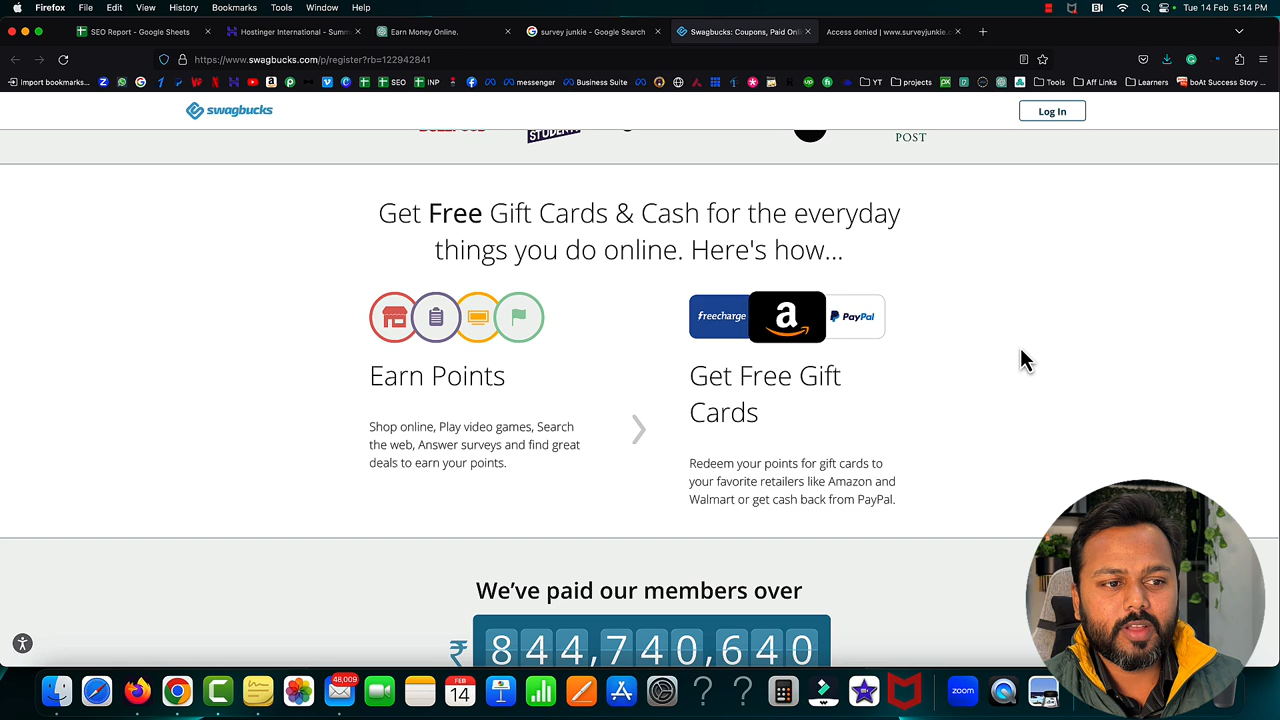 Firefox File Edit View History Bookmarks Tools Window Help
Tue 14 Feb 5:14 PM
SEO Report - Google Sheets
Hostinger International - Summ
Earn Money Online.
survey junkie - Google Search
Swagbucks: Coupons, Paid Onli
Access denied | www.surveyjunkie.c
https://www.swagbucks.com/p/register?rb=122942841
Import bookmarks... SEO INP messenger Business Suite YT projects Tools Aff Links Learners boAt Success Story ...
swagbucks
Log In
STUDENT
POST
Get Free Gift Cards & Cash for the everyday
things you do online. Here's how...
freecharge
a
PayPal
Earn Points
Shop online, Play video games, Search
the web, Answer surveys and find great
deals to earn your points.
Get Free Gift
Cards
Redeem your points for gift cards to
your favorite retailers like Amazon and
Walmart or get cash back from PayPal.
We've paid our members over
₹ 844,740,640
48,009
FEB
14
zoom